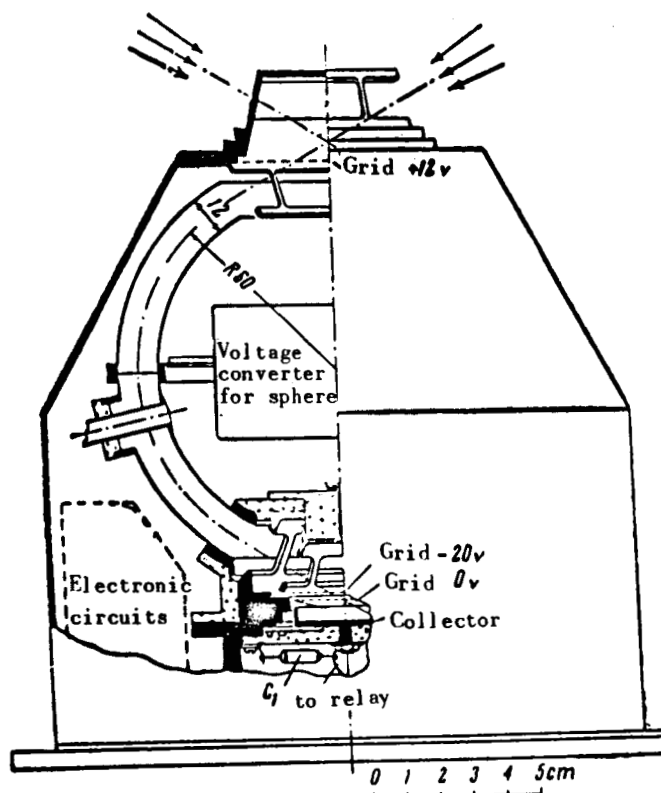 Grid +12v
12
R60
Voltage
converter
for sphere
Grid -20v
Grid 0v
Electronic
circuits
Collector
C1
to relay
0 1 2 3 4 5cm